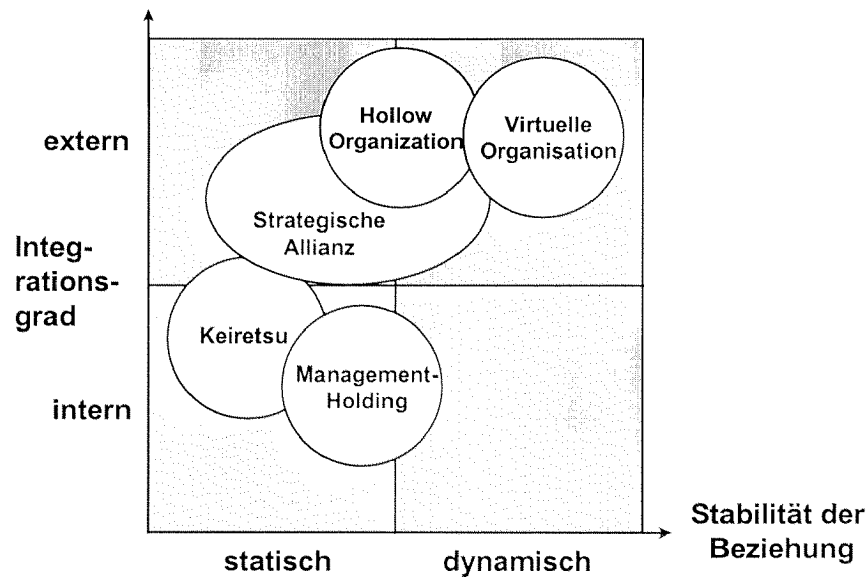 extern
Hollow
Organization
Virtuelle
Organisation
Strategische
Allianz
Integ-
rations-
grad
Keiretsu
Management-
Holding
intern
Stabilität der
Beziehung
statisch
dynamisch